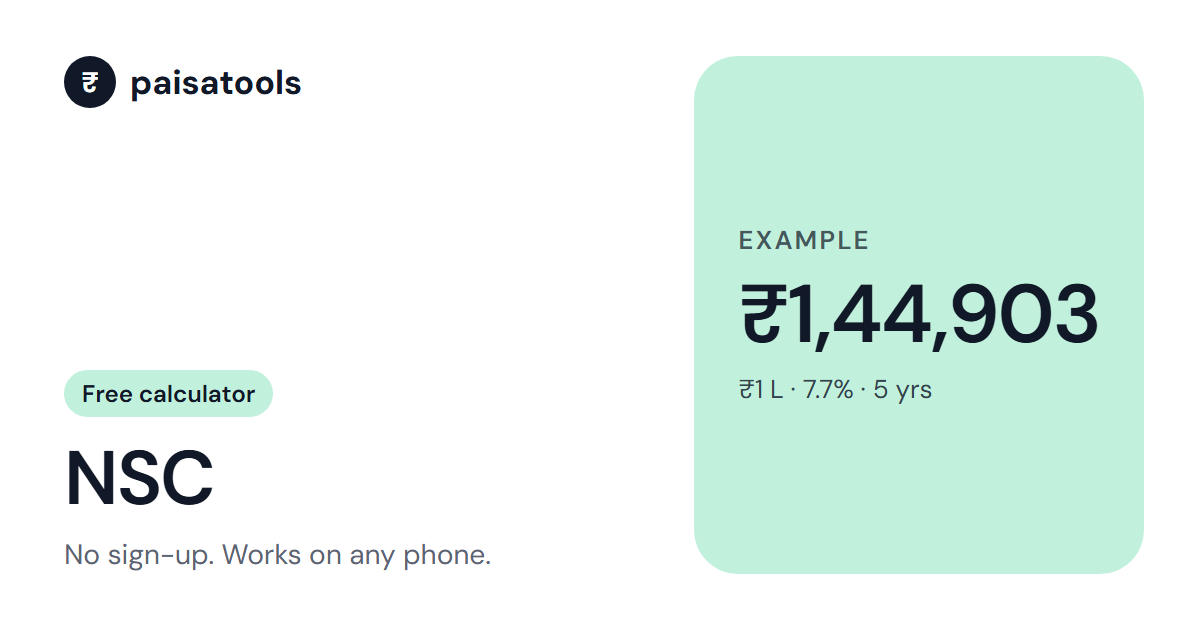 ₹ paisatools
Free calculator
NSC
No sign-up. Works on any phone.
EXAMPLE
₹1,44,903
₹1 L · 7.7% · 5 yrs